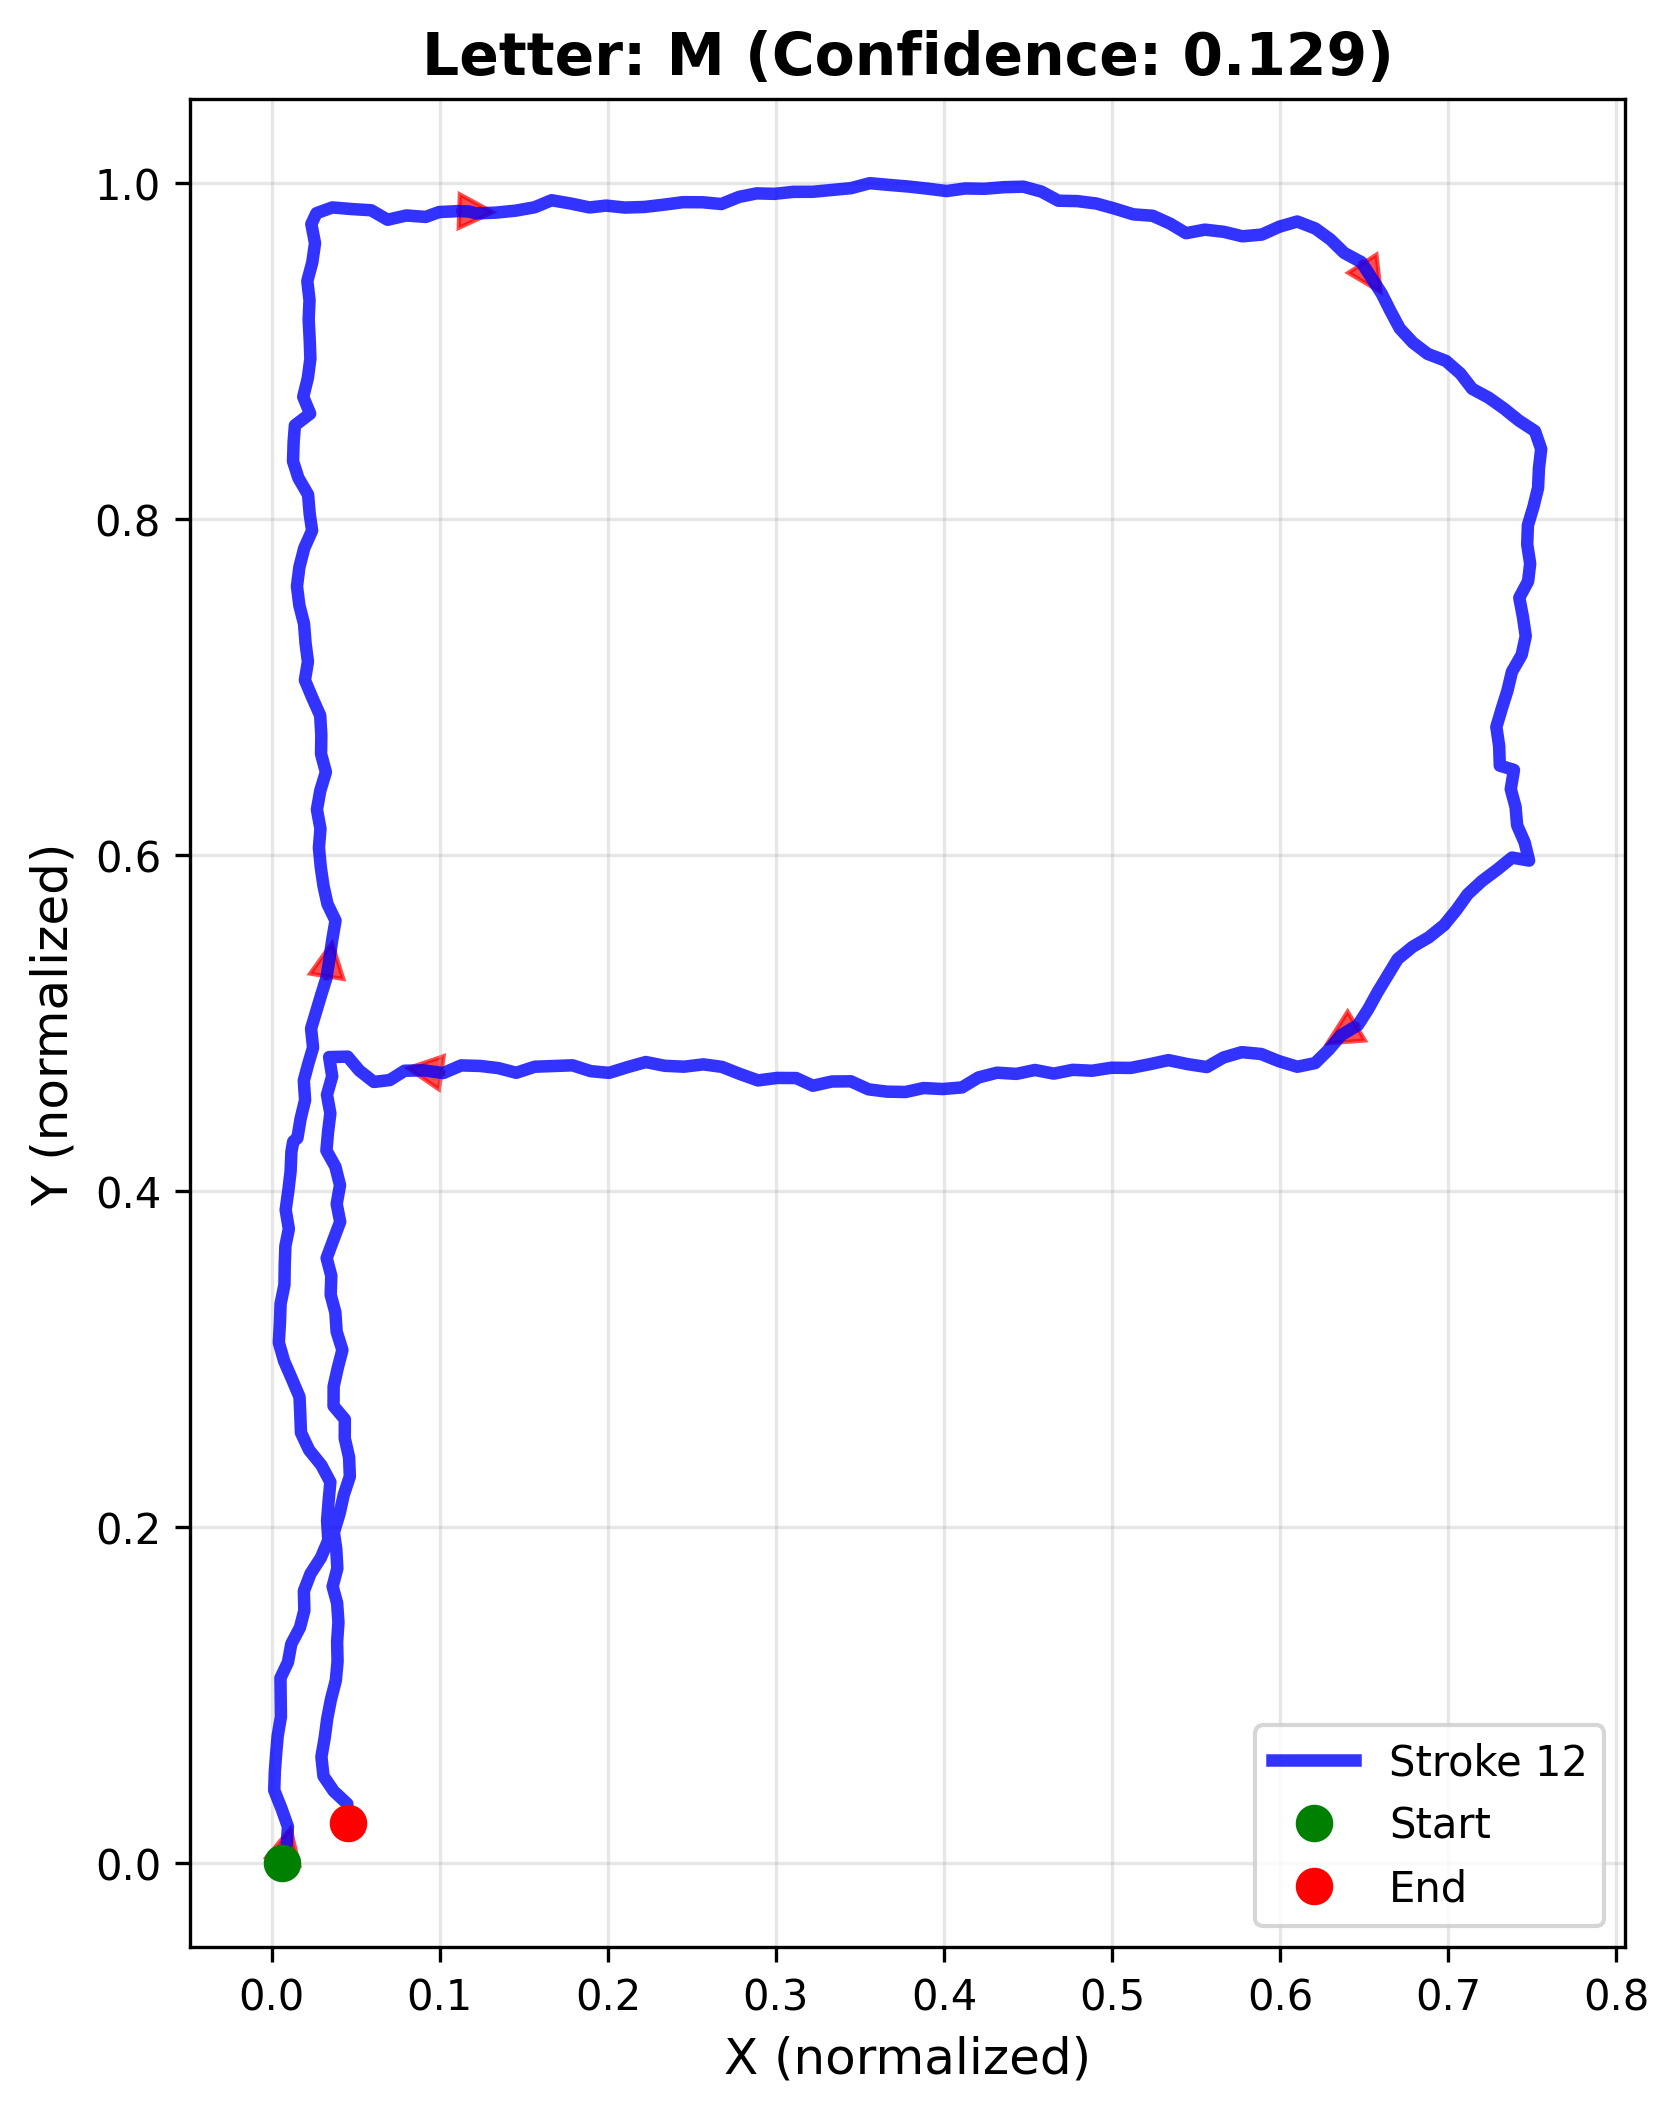 Letter: M (Confidence: 0.129)
Y (normalized)
1.0
0.8
0.6
0.4
0.2
0.0
Stroke 12
Start
End
0.0 0.1 0.2 0.3 0.4 0.5 0.6 0.7 0.8
X (normalized)